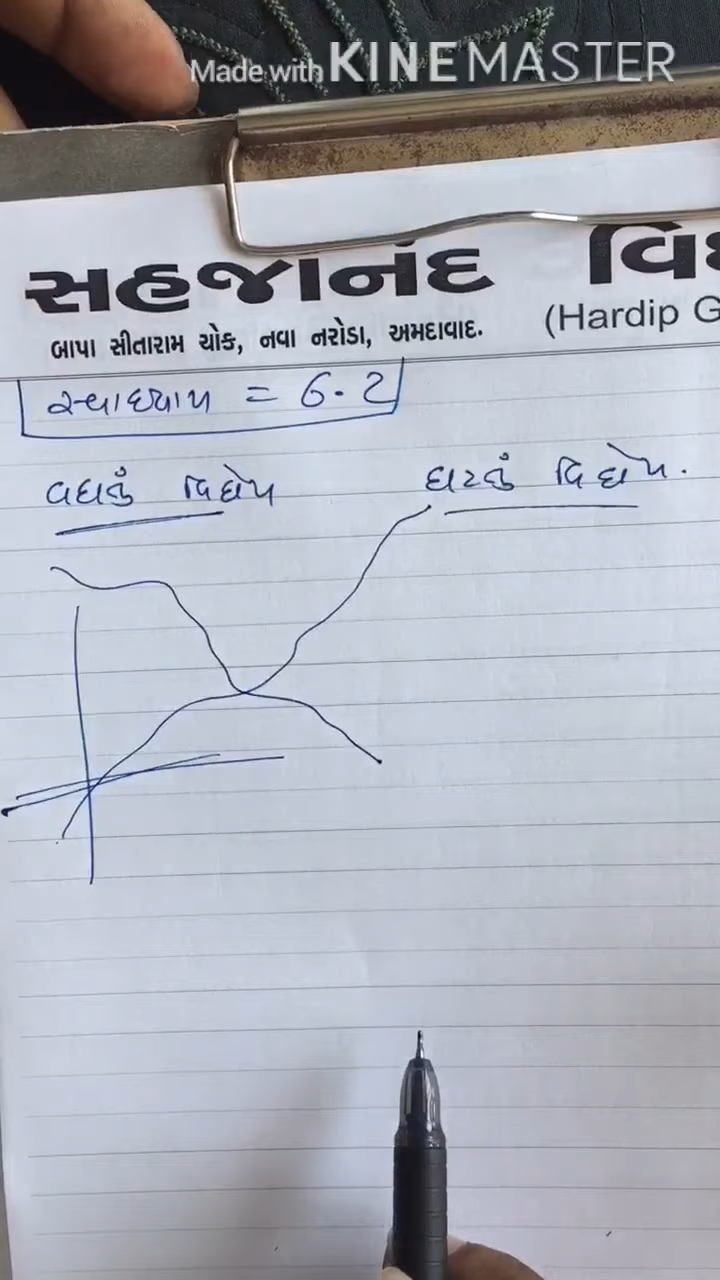 Made with KINEMASTER
સહજાનંદ વિ
બાપા સીતારામ ચોક, નવા નરોડા, અમદાવાદ.
(Hardip G
સ્વાધ્યાય = 6.2
વધતું વિધેય
ઘટતું વિધેય.